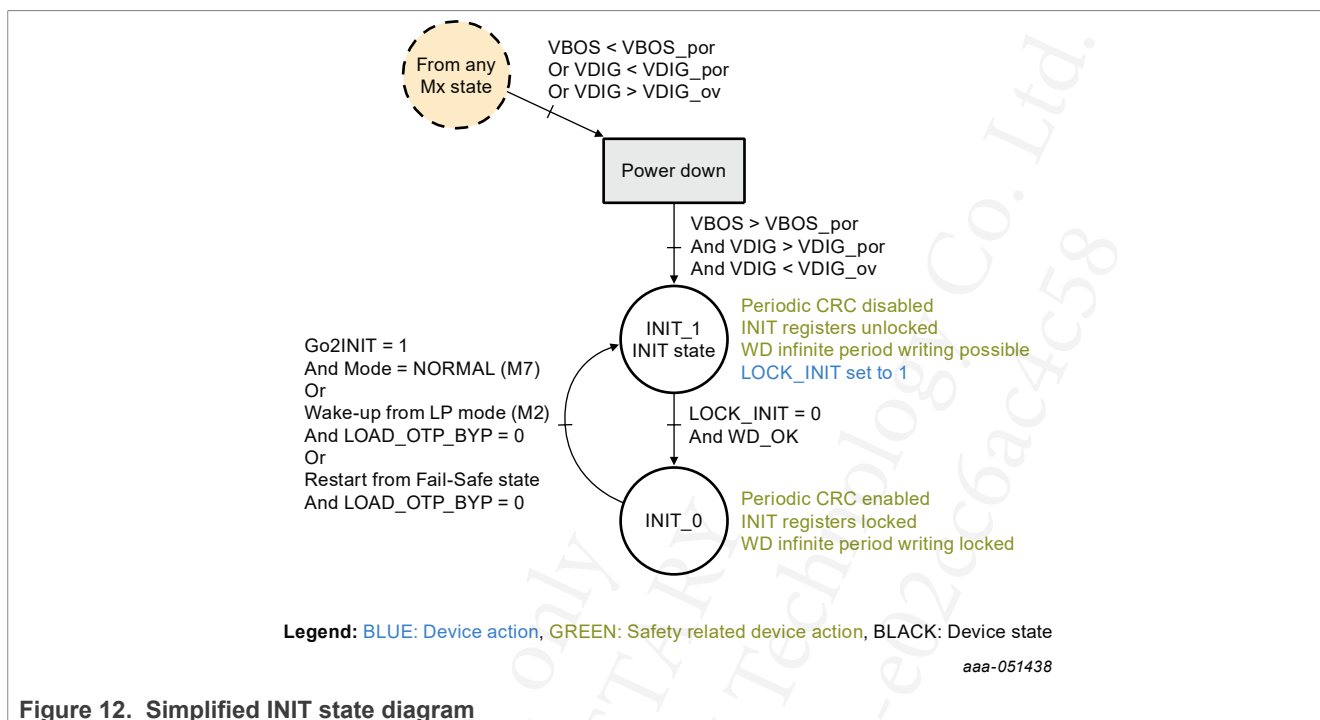 From any
Mx state
VBOS < VBOS_por
Or VDIG < VDIG_por
Or VDIG > VDIG_ov
Power down
VBOS > VBOS_por
And VDIG > VDIG_por
And VDIG < VDIG_ov
INIT_1
INIT state
Periodic CRC disabled
INIT registers unlocked
WD infinite period writing possible
LOCK_INIT set to 1
Go2INIT = 1
And Mode = NORMAL (M7)
Or
Wake-up from LP mode (M2)
And LOAD_OTP_BYP = 0
Or
Restart from Fail-Safe state
And LOAD_OTP_BYP = 0
LOCK_INIT = 0
And WD_OK
INIT_0
Periodic CRC enabled
INIT registers locked
WD infinite period writing locked
Legend: BLUE: Device action, GREEN: Safety related device action, BLACK: Device state
aaa-051438
Figure 12. Simplified INIT state diagram
only
Technology Co. Ltd.
-e02cc6ac4c58